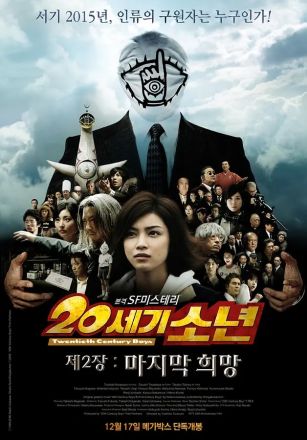 서기 2015년, 인류의 구원자는 누구인가!
본격 SF미스테리
20세기 소년
Twentieth Century Boys
제2장 : 마지막 희망
12월 17일 메가박스 단독개봉